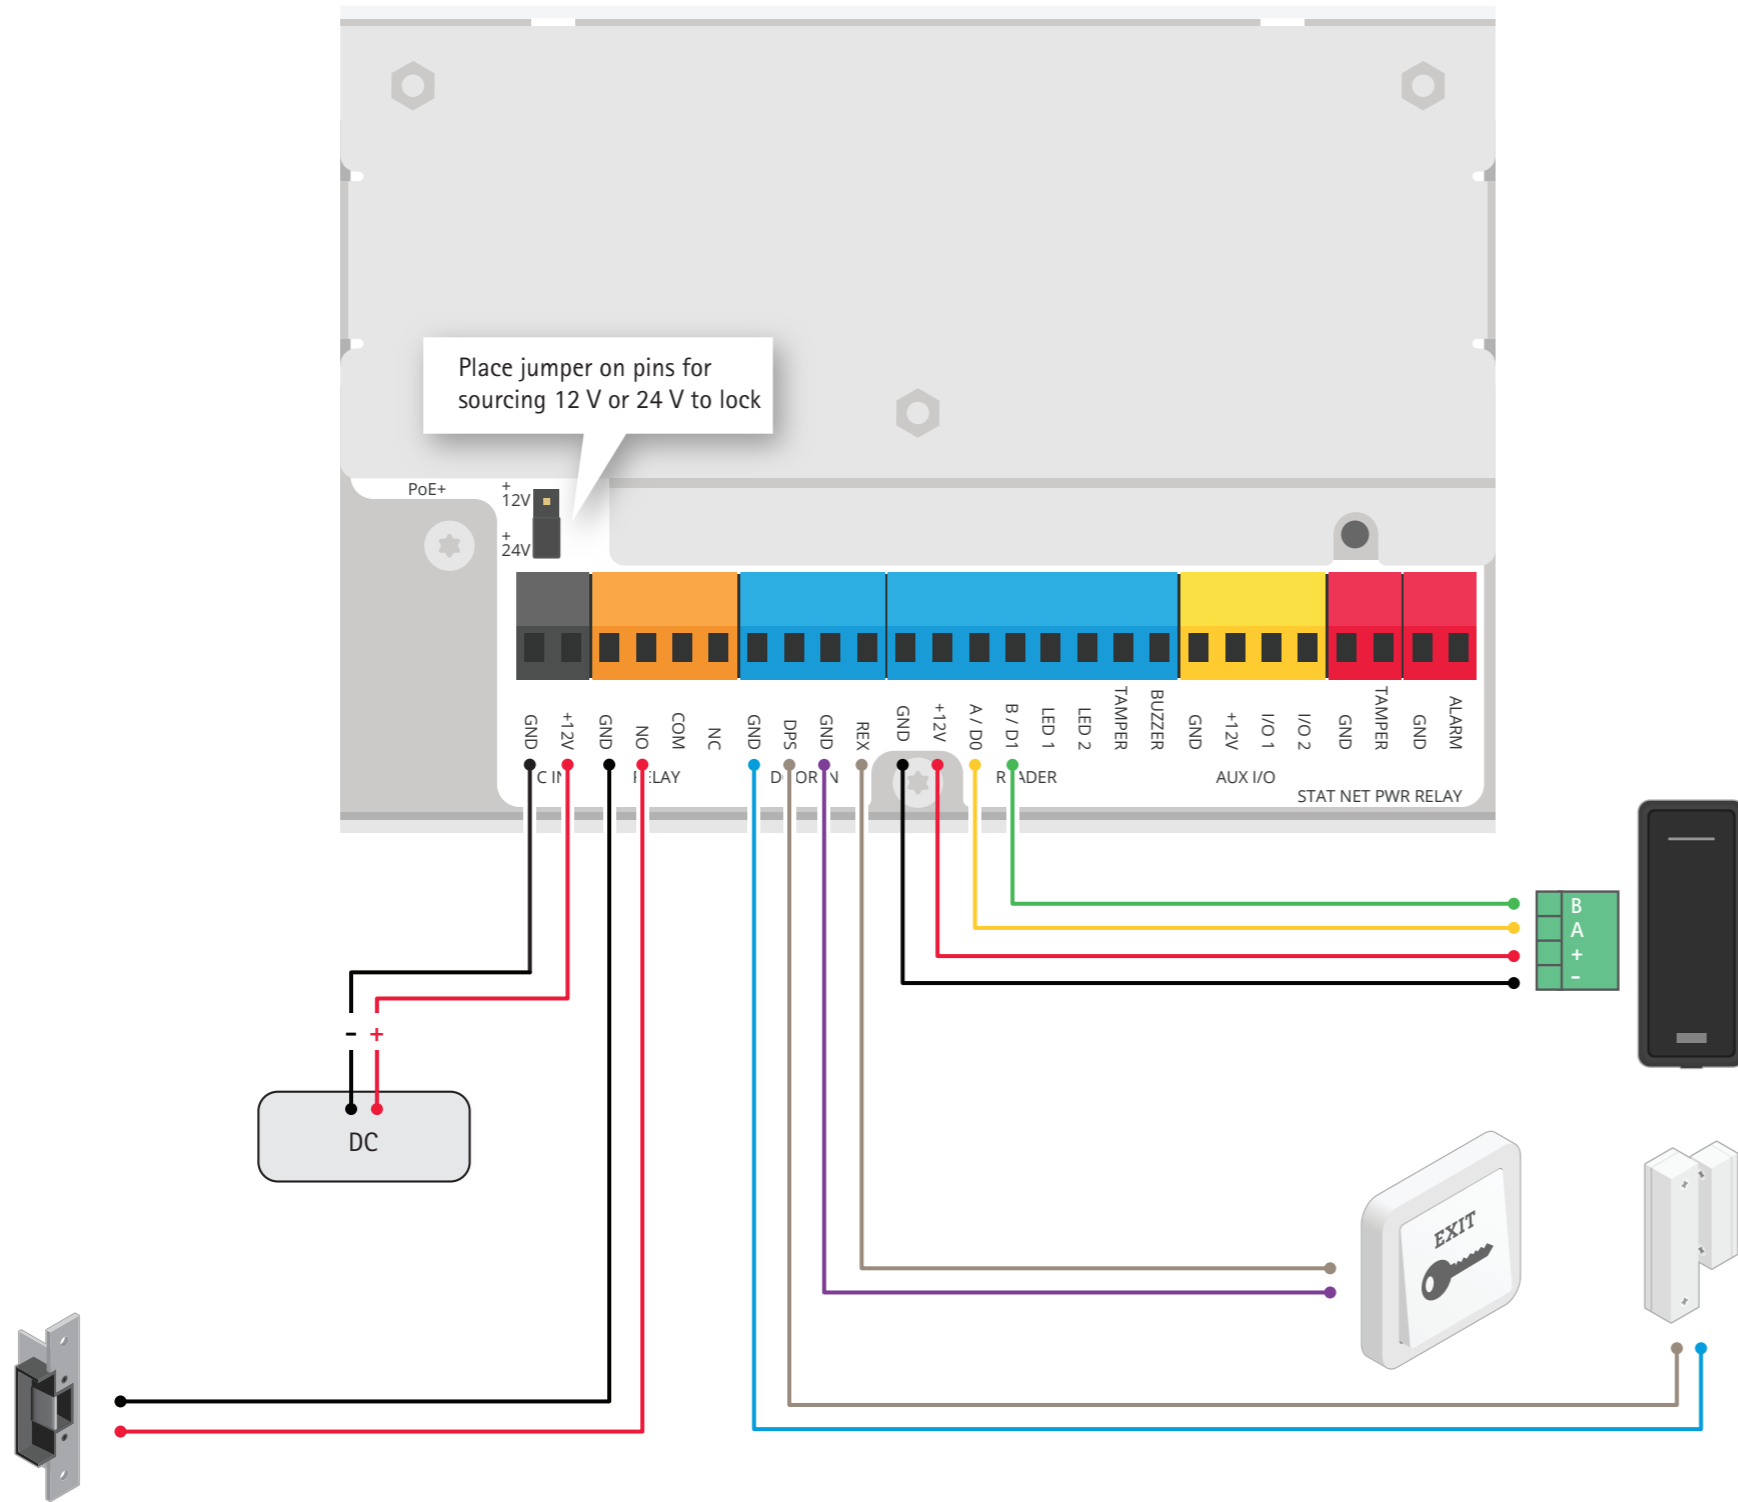 Place jumper on pins for
sourcing 12 V or 24 V to lock
PoE+
+
12V
+
24V
GND
+12V
GND
NO
COM
NC
GND
DPS
GND
REX
GND
+12V
A / D0
B / D1
LED 1
LED 2
TAMPER
BUZZER
GND
+12V
I/O 1
I/O 2
GND
TAMPER
GND
ALARM
AUX I/O
STAT NET PWR RELAY
B
A
+
-
- +
DC
EXIT